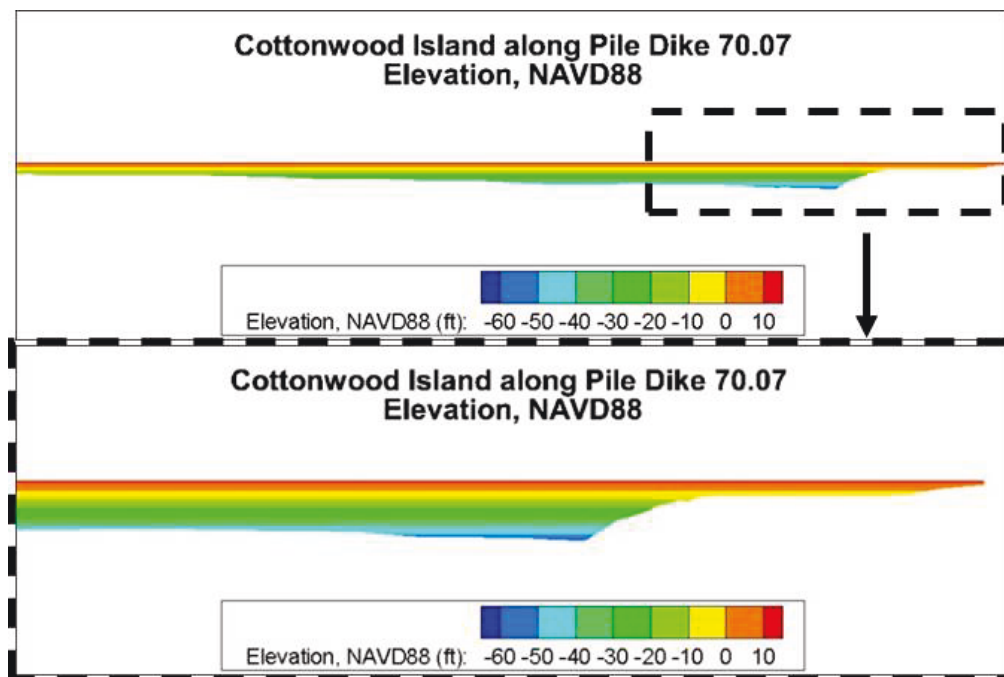 Cottonwood Island along Pile Dike 70.07
Elevation, NAVD88
Elevation, NAVD88 (ft): -60 -50 -40 -30 -20 -10 0 10
Cottonwood Island along Pile Dike 70.07
Elevation, NAVD88
Elevation, NAVD88 (ft): -60 -50 -40 -30 -20 -10 0 10